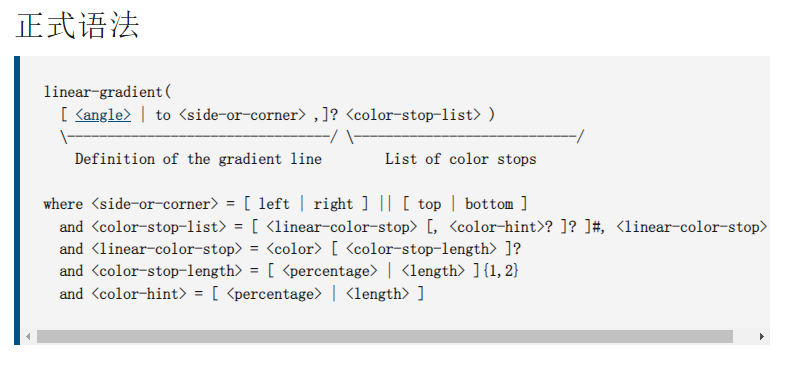 正式语法
linear-gradient(
  [ <angle> | to <side-or-corner> ,]? <color-stop-list> )
  \---------------------------------/ \----------------------------/
    Definition of the gradient line        List of color stops

where <side-or-corner> = [ left | right ] || [ top | bottom ]
  and <color-stop-list> = [ <linear-color-stop> [, <color-hint>? ]? ]#, <linear-color-stop>
  and <linear-color-stop> = <color> [ <color-stop-length> ]?
  and <color-stop-length> = [ <percentage> | <length> ]{1,2}
  and <color-hint> = [ <percentage> | <length> ]